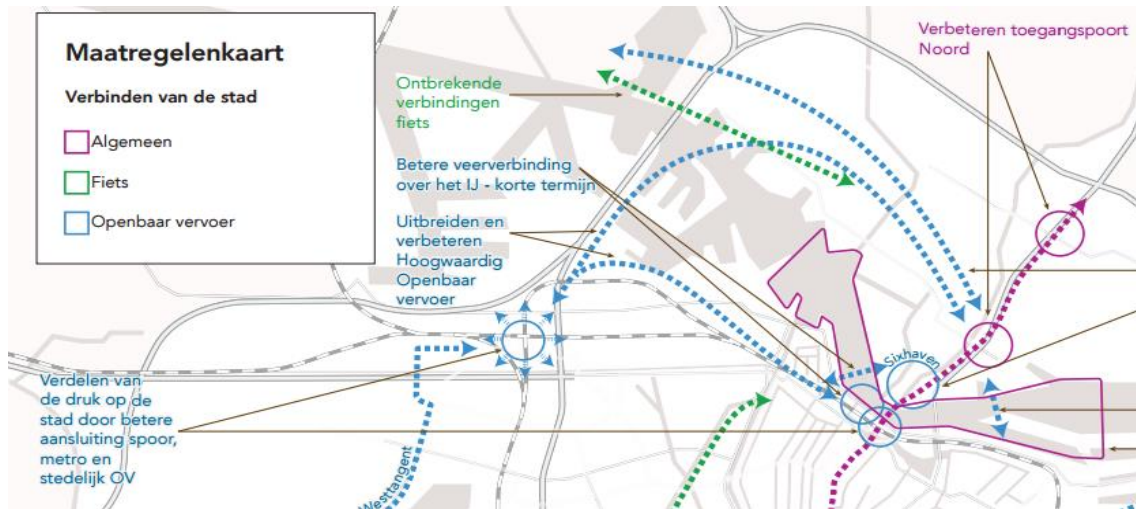 Maatregelenkaart
Verbinden van de stad
Algemeen
Fiets
Openbaar vervoer
Verbeteren toegangspoort
Noord
Ontbrekende
verbindingen
fiets
Betere veerverbinding
over het IJ - korte termijn
Uitbreiden en
verbeteren
Hoogwaardig
Openbaar
vervoer
Sixhaven
Verdelen van
de druk op de
stad door betere
aansluiting spoor,
metro en
stedelijk OV
Westtangent